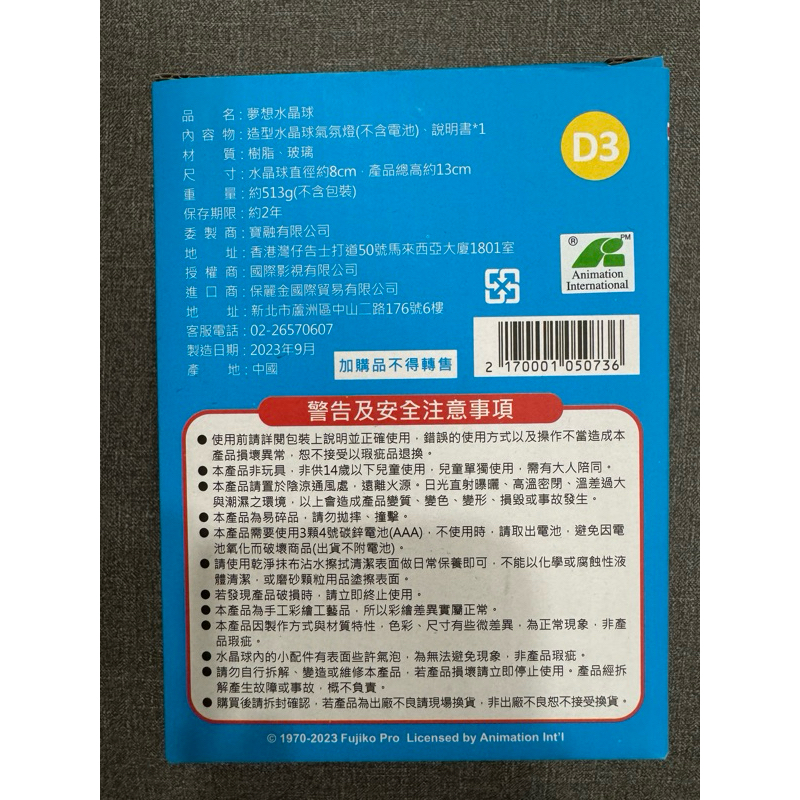 品 名:夢想水晶球
內 容 物:造型水晶球氣氛燈(不含電池)、說明書*1
材 質:樹脂、玻璃
尺 寸:水晶球直徑約8cm,產品總高約13cm
重 量:約513g(不含包裝)
保存期限:約2年
委 製 商:寶融有限公司
地 址:香港灣仔告士打道50號馬來西亞大廈1801室
授 權 商:國際影視有限公司
進 口 商:保麗金國際貿易有限公司
地 址:新北市蘆洲區中山二路176號6樓
客服電話:02-26570607
製造日期:2023年9月
產 地:中國
D3
® PM
Animation
International
加購品不得轉售
2 170001 050736
警告及安全注意事項
● 使用前請詳閱包裝上說明並正確使用,錯誤的使用方式以及操作不當造成本
產品損壞異常,恕不接受以瑕疵品退換。
● 本產品非玩具,非供14歲以下兒童使用,兒童單獨使用,需有大人陪同。
● 本產品請置於陰涼通風處,遠離火源。日光直射曝曬、高溫密閉、溫差過大
與潮濕之環境,以上會造成產品變質、變色、變形、損毀或事故發生。
● 本產品為易碎品,請勿拋摔、撞擊。
● 本產品需要使用3顆4號碳鋅電池(AAA),不使用時,請取出電池,避免因電
池氧化而破壞商品(出貨不附電池)。
● 請使用乾淨抹布沾水擦拭清潔表面做日常保養即可,不能以化學或腐蝕性液
體清潔,或磨砂顆粒用品塗擦表面。
● 若發現產品破損時,請立即終止使用。
● 本產品為手工彩繪工藝品,所以彩繪差異實屬正常。
● 本產品因製作方式與材質特性,色彩、尺寸有些微差異,為正常現象,非產
品瑕疵。
● 水晶球內的小配件有表面些許氣泡,為無法避免現象,非產品瑕疵。
● 請勿自行拆解、變造或維修本產品,若產品損壞請立即停止使用。產品經拆
解產生故障或事故,概不負責。
● 購買後請拆封確認,若產品為出廠不良請現場換貨,非出廠不良恕不接受換貨。
© 1970-2023 Fujiko Pro Licensed by Animation Int'l